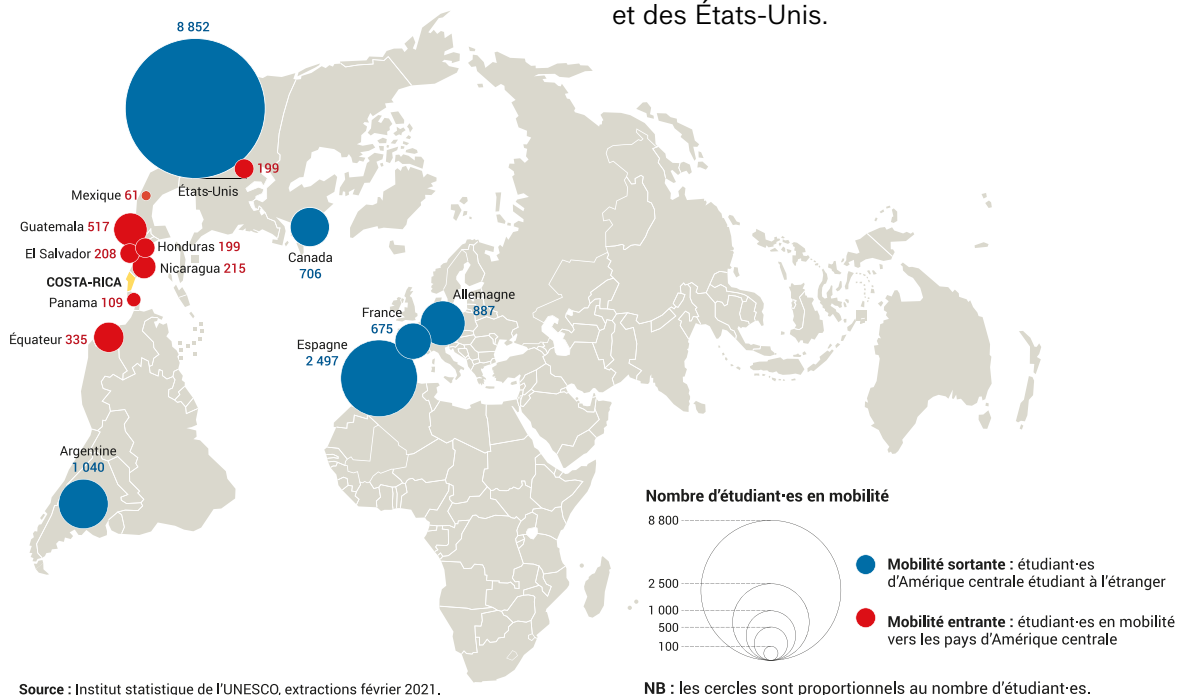 et des États-Unis.
8 852
199
États-Unis
Mexique 61
Guatemala 517
Honduras 199
El Salvador 208
Nicaragua 215
COSTA-RICA
Panama 109
Équateur 335
Canada
706
Allemagne
887
France
675
Espagne
2 497
Argentine
1 040
Nombre d'étudiant·es en mobilité
8 800
2 500
1 000
500
100
Mobilité sortante : étudiant·es
d'Amérique centrale étudiant à l'étranger
Mobilité entrante : étudiant·es en mobilité
vers les pays d'Amérique centrale
Source : Institut statistique de l'UNESCO, extractions février 2021.
NB : les cercles sont proportionnels au nombre d'étudiant·es.